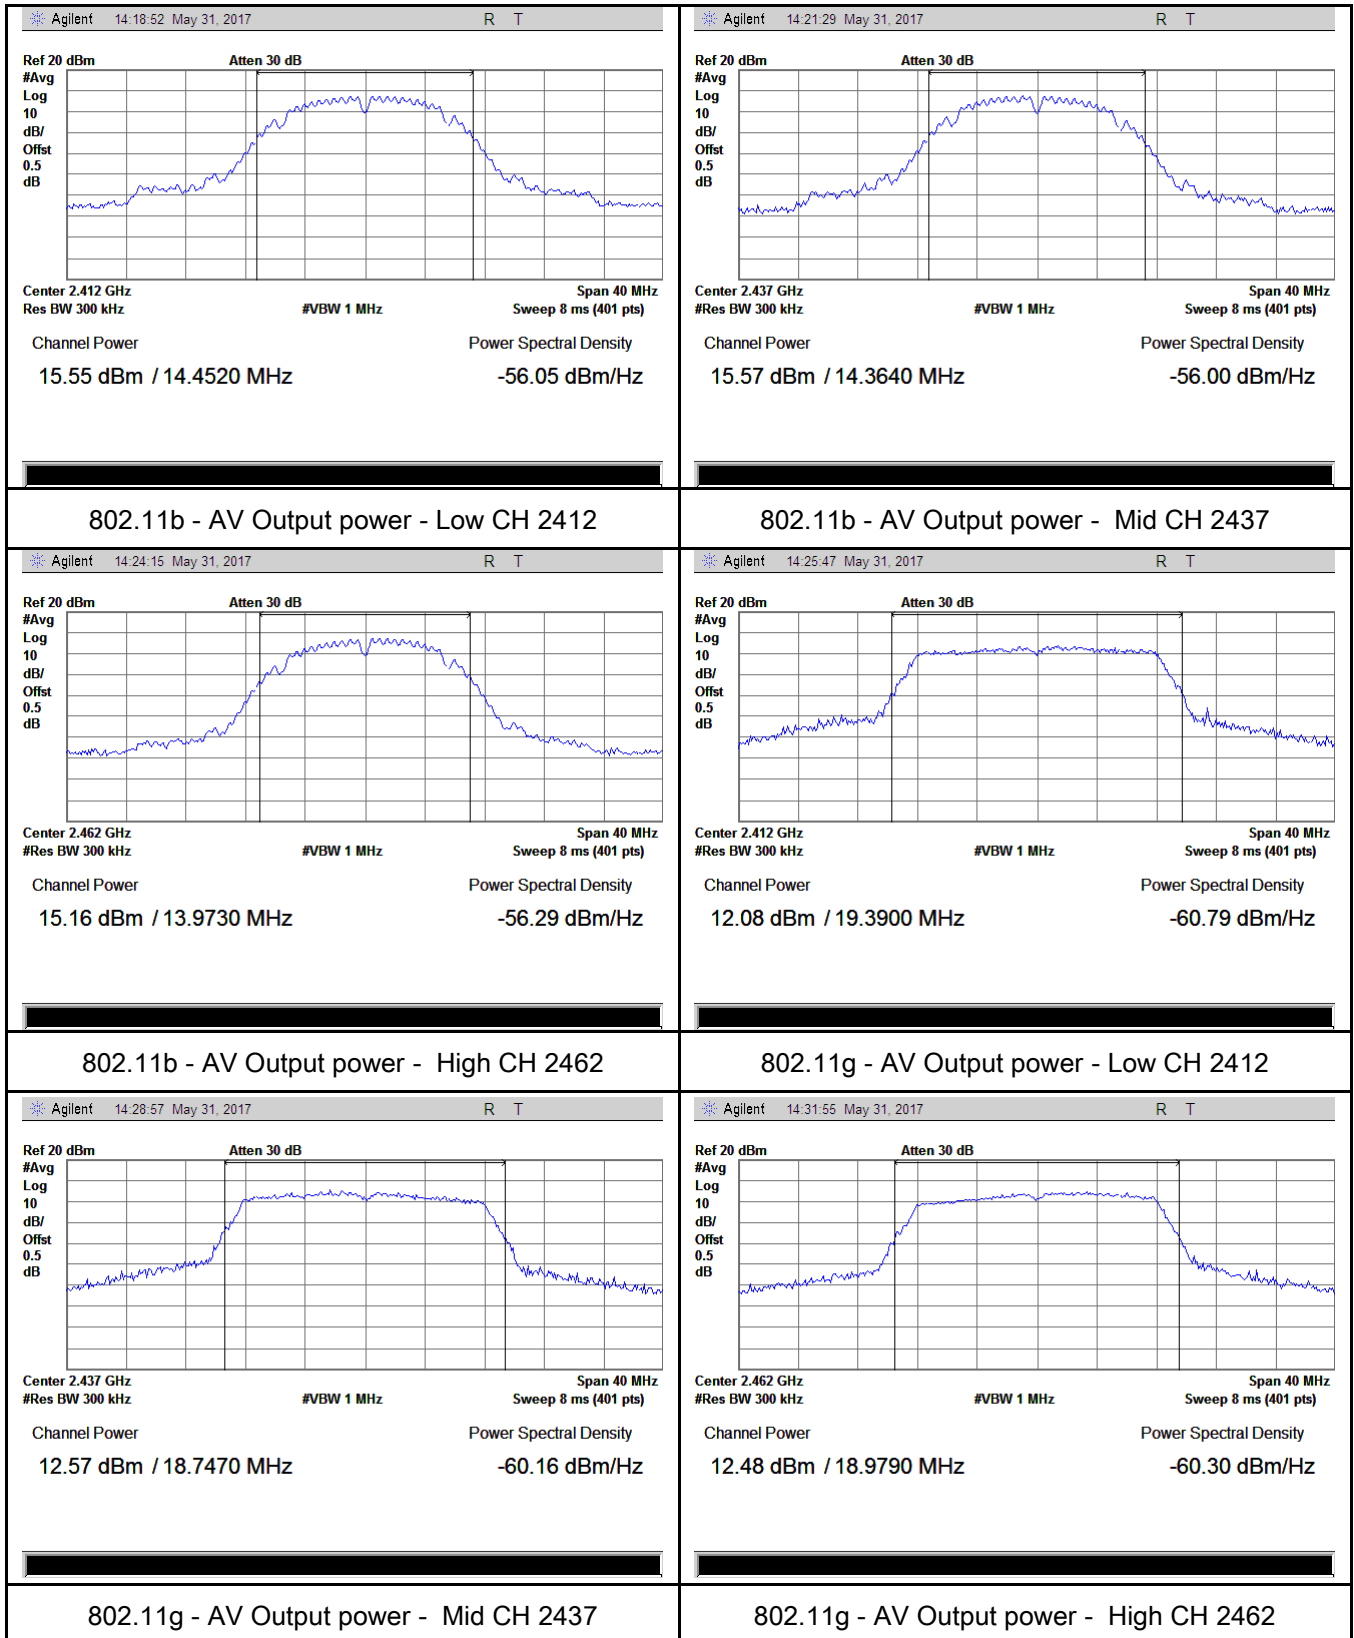 Agilent 14:18:52 May 31, 2017 R T
Ref 20 dBm Atten 30 dB
#Avg
Log
10
dB/
Offst
0.5
dB
Center 2.412 GHz Span 40 MHz
Res BW 300 kHz #VBW 1 MHz Sweep 8 ms (401 pts)
Channel Power Power Spectral Density
15.55 dBm / 14.4520 MHz -56.05 dBm/Hz
802.11b - AV Output power - Low CH 2412
Agilent 14:21:29 May 31, 2017 R T
Ref 20 dBm Atten 30 dB
#Avg
Log
10
dB/
Offst
0.5
dB
Center 2.437 GHz Span 40 MHz
#Res BW 300 kHz #VBW 1 MHz Sweep 8 ms (401 pts)
Channel Power Power Spectral Density
15.57 dBm / 14.3640 MHz -56.00 dBm/Hz
802.11b - AV Output power - Mid CH 2437
Agilent 14:24:15 May 31, 2017 R T
Ref 20 dBm Atten 30 dB
#Avg
Log
10
dB/
Offst
0.5
dB
Center 2.462 GHz Span 40 MHz
#Res BW 300 kHz #VBW 1 MHz Sweep 8 ms (401 pts)
Channel Power Power Spectral Density
15.16 dBm / 13.9730 MHz -56.29 dBm/Hz
802.11b - AV Output power - High CH 2462
Agilent 14:25:47 May 31, 2017 R T
Ref 20 dBm Atten 30 dB
#Avg
Log
10
dB/
Offst
0.5
dB
Center 2.412 GHz Span 40 MHz
#Res BW 300 kHz #VBW 1 MHz Sweep 8 ms (401 pts)
Channel Power Power Spectral Density
12.08 dBm / 19.3900 MHz -60.79 dBm/Hz
802.11g - AV Output power - Low CH 2412
Agilent 14:28:57 May 31, 2017 R T
Ref 20 dBm Atten 30 dB
#Avg
Log
10
dB/
Offst
0.5
dB
Center 2.437 GHz Span 40 MHz
#Res BW 300 kHz #VBW 1 MHz Sweep 8 ms (401 pts)
Channel Power Power Spectral Density
12.57 dBm / 18.7470 MHz -60.16 dBm/Hz
802.11g - AV Output power - Mid CH 2437
Agilent 14:31:55 May 31, 2017 R T
Ref 20 dBm Atten 30 dB
#Avg
Log
10
dB/
Offst
0.5
dB
Center 2.462 GHz Span 40 MHz
#Res BW 300 kHz #VBW 1 MHz Sweep 8 ms (401 pts)
Channel Power Power Spectral Density
12.48 dBm / 18.9790 MHz -60.30 dBm/Hz
802.11g - AV Output power - High CH 2462